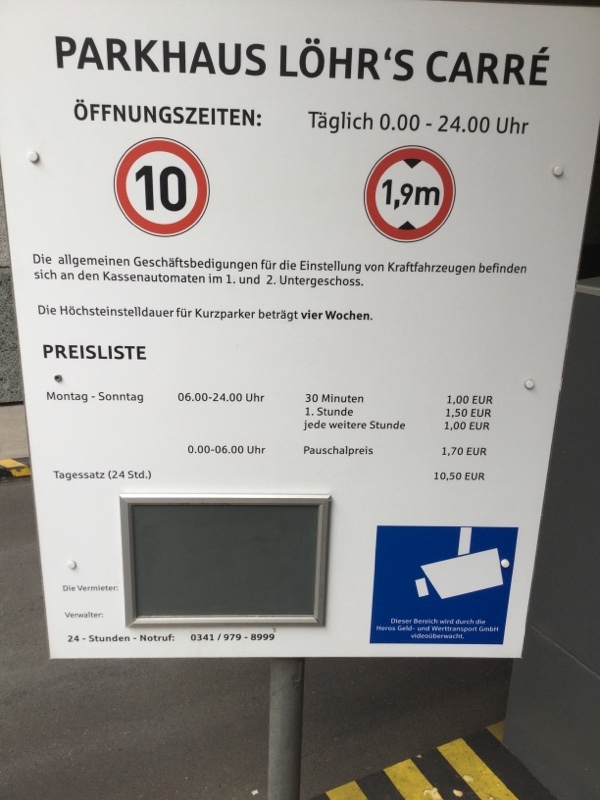 PARKHAUS LÖHR‘S CARRÉ
ÖFFNUNGSZEITEN: Täglich 0.00 - 24.00 Uhr
10 1,9m
Die allgemeinen Geschäftsbedigungen für die Einstellung von Kraftfahrzeugen befinden
sich an den Kassenautomaten im 1. und 2. Untergeschoss.
Die Höchsteinstelldauer für Kurzparker beträgt vier Wochen.
PREISLISTE
Montag - Sonntag 06.00-24.00 Uhr 30 Minuten 1,00 EUR
1. Stunde 1,50 EUR
jede weitere Stunde 1,00 EUR
0.00-06.00 Uhr Pauschalpreis 1,70 EUR
Tagessatz (24 Std.) 10,50 EUR
Die Vermieter:
Verwalter:
24 - Stunden - Notruf: 0341 / 979 - 8999
Dieser Bereich wird durch die
Heros Geld- und Werttransport GmbH
videoüberwacht.